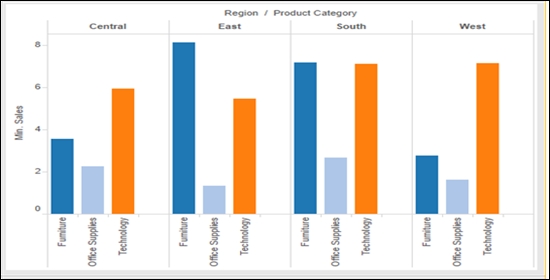 Region / Product Category
Central East South West
8
6
4
2
0
Min. Sales
Furniture Office Supplies Technology Furniture Office Supplies Technology Furniture Office Supplies Technology Furniture Office Supplies Technology